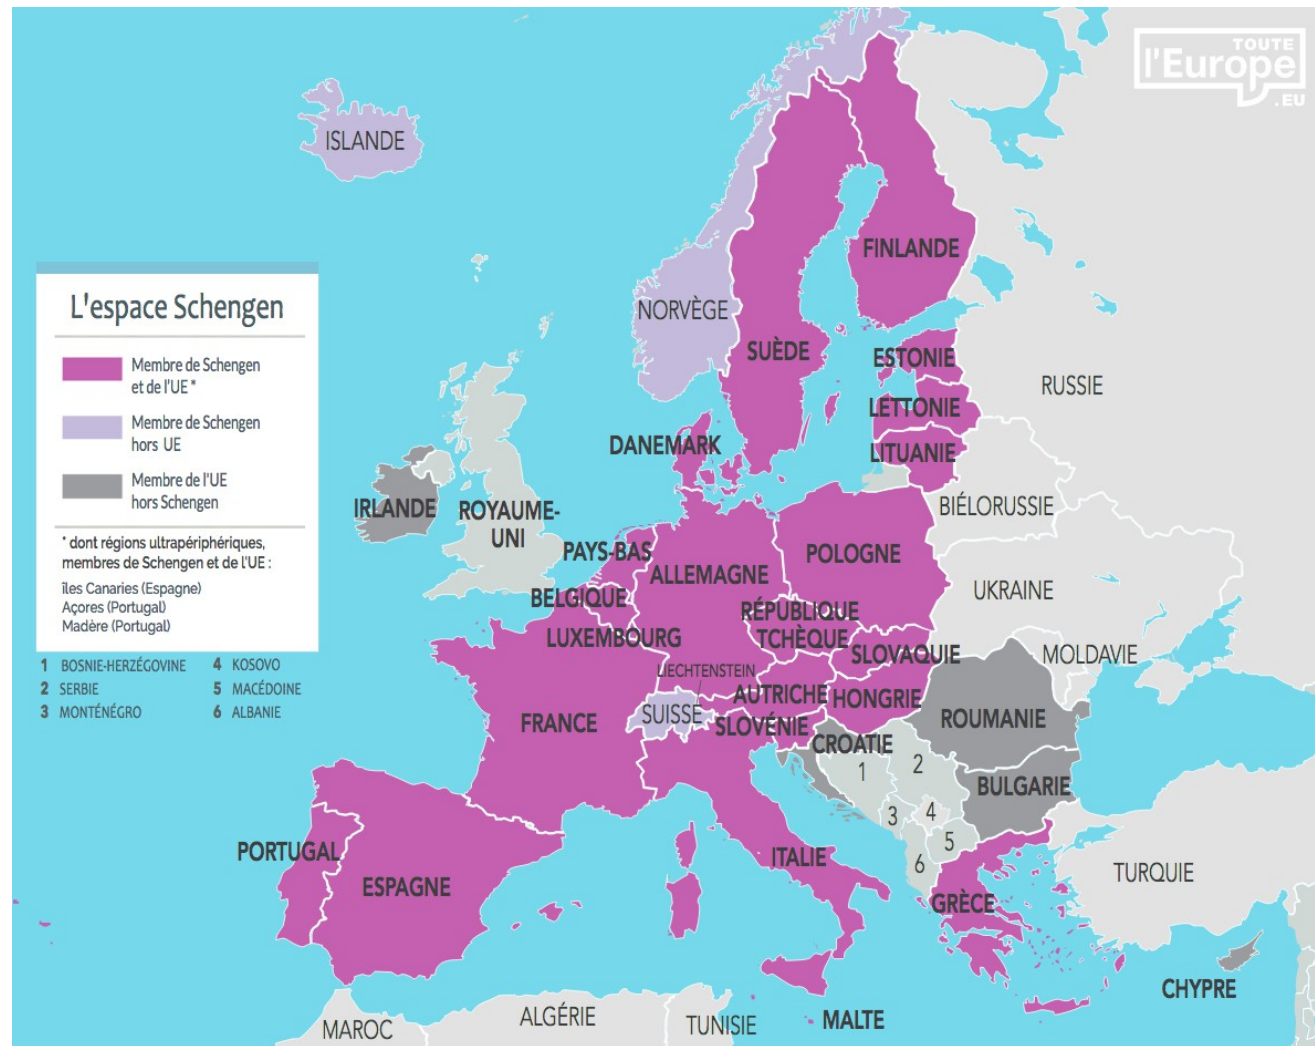 TOUTE
l'Europe
.EU
ISLANDE
FINLANDE
L'espace Schengen
NORVÈGE
SUÈDE
ESTONIE
Membre de Schengen
et de l'UE *
RUSSIE
LETTONIE
Membre de Schengen
hors UE
DANEMARK
LITUANIE
Membre de l'UE
hors Schengen
IRLANDE
ROYAUME-
UNI
BIÉLORUSSIE
* dont régions ultrapériphériques,
membres de Schengen et de l'UE :
îles Canaries (Espagne)
Açores (Portugal)
Madère (Portugal)
PAYS-BAS
ALLEMAGNE
POLOGNE
UKRAINE
BELGIQUE
RÉPUBLIQUE
TCHÈQUE
LUXEMBOURG
SLOVAQUIE
MOLDAVIE
1 BOSNIE-HERZÉGOVINE
2 SERBIE
3 MONTÉNÉGRO
4 KOSOVO
5 MACÉDOINE
6 ALBANIE
LIECHTENSTEIN
AUTRICHE
HONGRIE
FRANCE
SUISSE
SLOVÉNIE
ROUMANIE
CROATIE
1
2
BULGARIE
3
4
5
6
PORTUGAL
ESPAGNE
ITALIE
GRÈCE
TURQUIE
CHYPRE
MAROC
ALGÉRIE
TUNISIE
MALTE